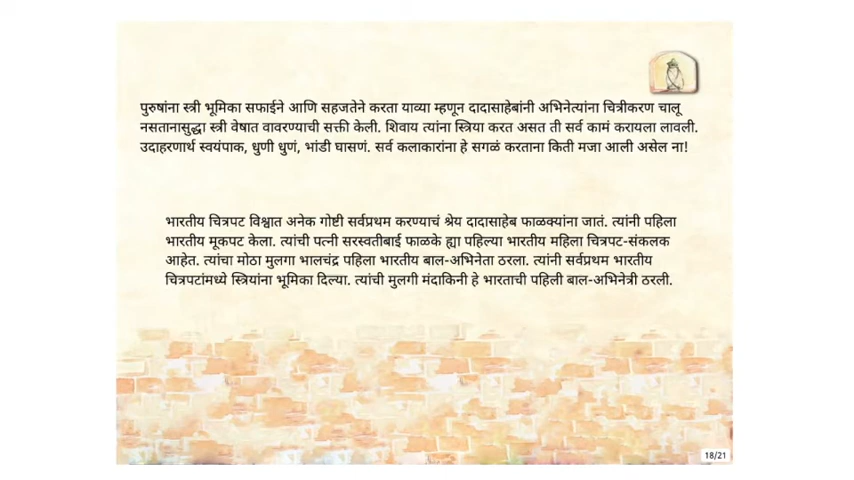 पुरुषांना स्त्री भूमिका सफाईने आणि सहजतेने करता याव्या म्हणून दादासाहेबांनी अभिनेत्यांना चित्रीकरण चालू
नसतानासुद्धा स्त्री वेषात वावरण्याची सक्ती केली. शिवाय त्यांना स्त्रिया करत असत ती सर्व कामं करायला लावली.
उदाहरणार्थ स्वयंपाक, धुणी धुणं, भांडी घासणं. सर्व कलाकारांना हे सगळं करताना किती मजा आली असेल ना!
भारतीय चित्रपट विश्वात अनेक गोष्टी सर्वप्रथम करण्याचं श्रेय दादासाहेब फाळक्यांना जातं. त्यांनी पहिला
भारतीय मूकपट केला. त्यांची पत्नी सरस्वतीबाई फाळके ह्या पहिल्या भारतीय महिला चित्रपट-संकलक
आहेत. त्यांचा मोठा मुलगा भालचंद्र पहिला भारतीय बाल-अभिनेता ठरला. त्यांनी सर्वप्रथम भारतीय
चित्रपटांमध्ये स्त्रियांना भूमिका दिल्या. त्यांची मुलगी मंदाकिनी हे भारताची पहिली बाल-अभिनेत्री ठरली.
18/21